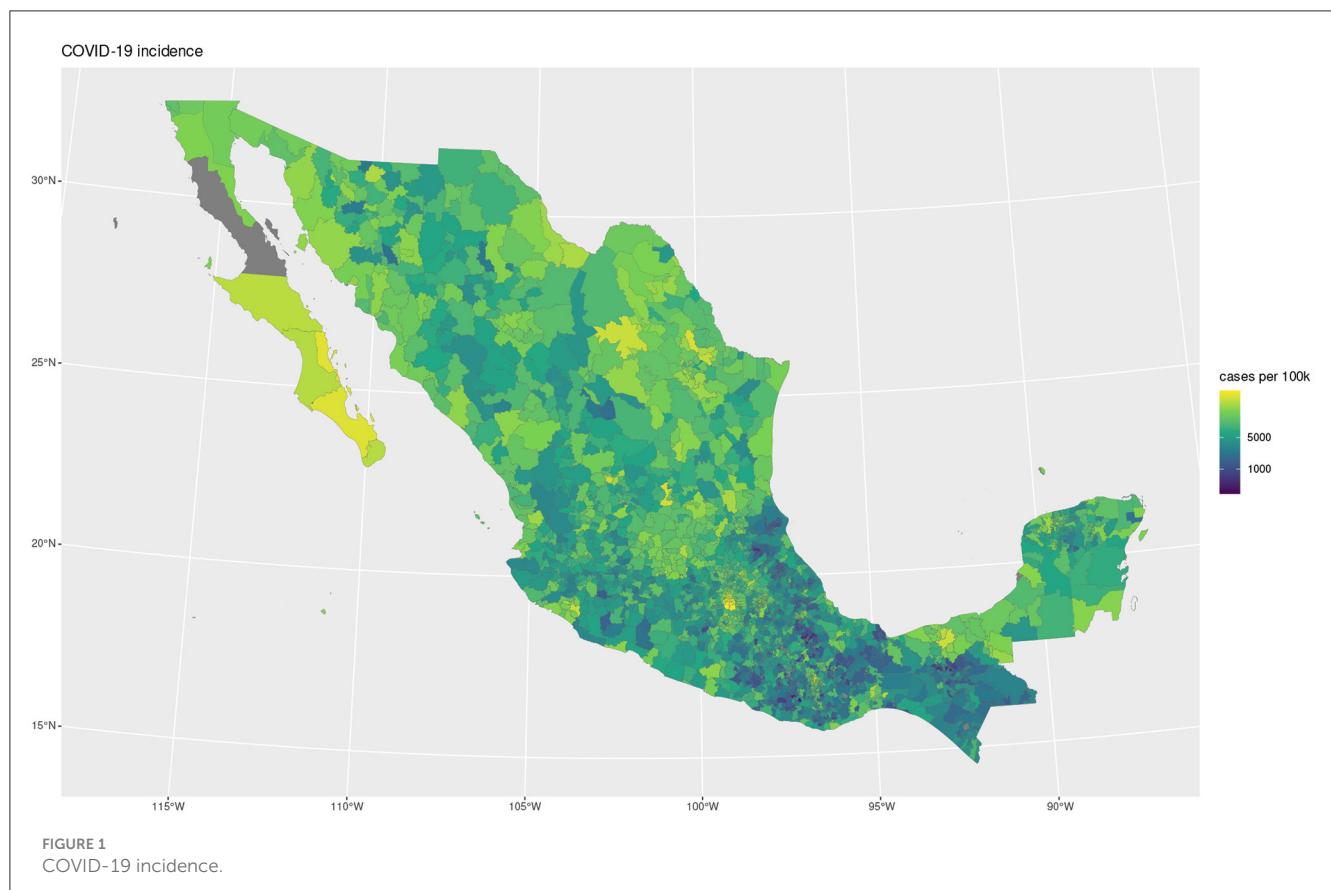 COVID-19 incidence
30°N
25°N
20°N
15°N
115°W
110°W
105°W
100°W
95°W
90°W
cases per 100k
5000
1000
FIGURE 1
COVID-19 incidence.